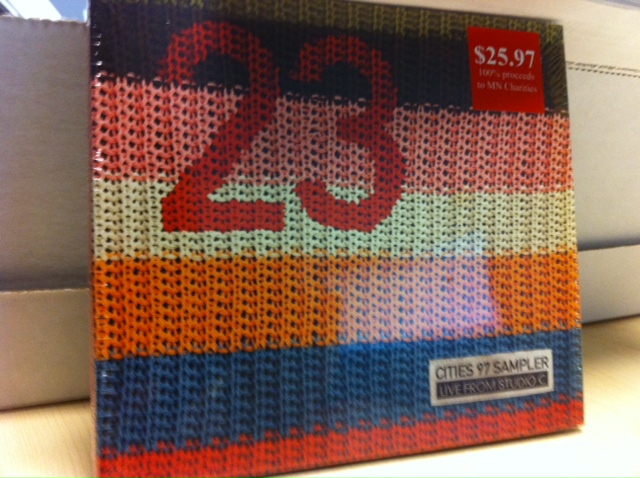 23
$25.97
100% proceeds
to MN Charities
CITIES 97 SAMPLER
LIVE FROM STUDIO C